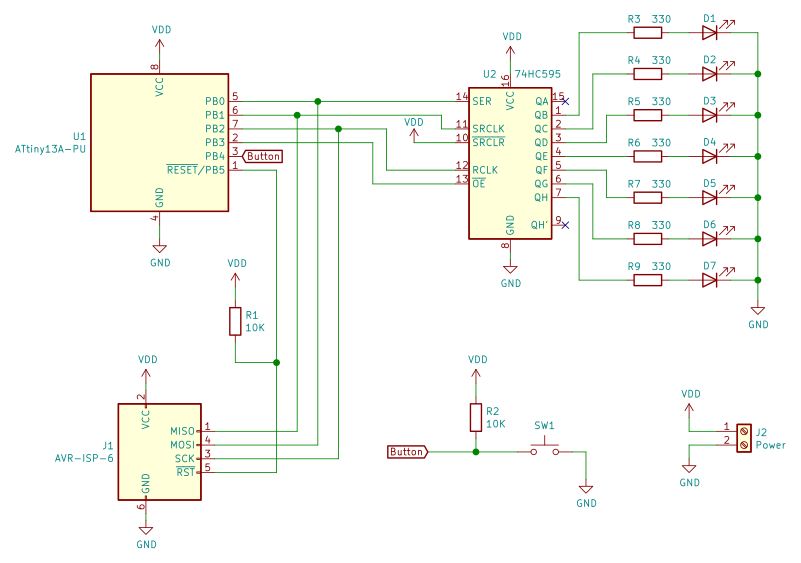 VDD
8
VCC
U1
ATtiny13A-PU
PB0 5
PB1 6
PB2 7
PB3 2
PB4 3
RESET/PB5 1
Button
GND
4
GND
VDD
16
U2 74HC595
VCC
14 SER
11 SRCLK
VDD
10 SRCLR
12 RCLK
13 OE
QA 15
QB 1
QC 2
QD 3
QE 4
QF 5
QG 6
QH 7
QH' 9
GND
8
GND
R3 330 D1
R4 330 D2
R5 330 D3
R6 330 D4
R7 330 D5
R8 330 D6
R9 330 D7
GND
VDD
R1
10K
VDD
2
VCC
J1
AVR-ISP-6
MISO 1
MOSI 4
SCK 3
RST 5
GND
6
GND
VDD
R2
10K
SW1
Button
GND
VDD
1 J2
2 Power
GND